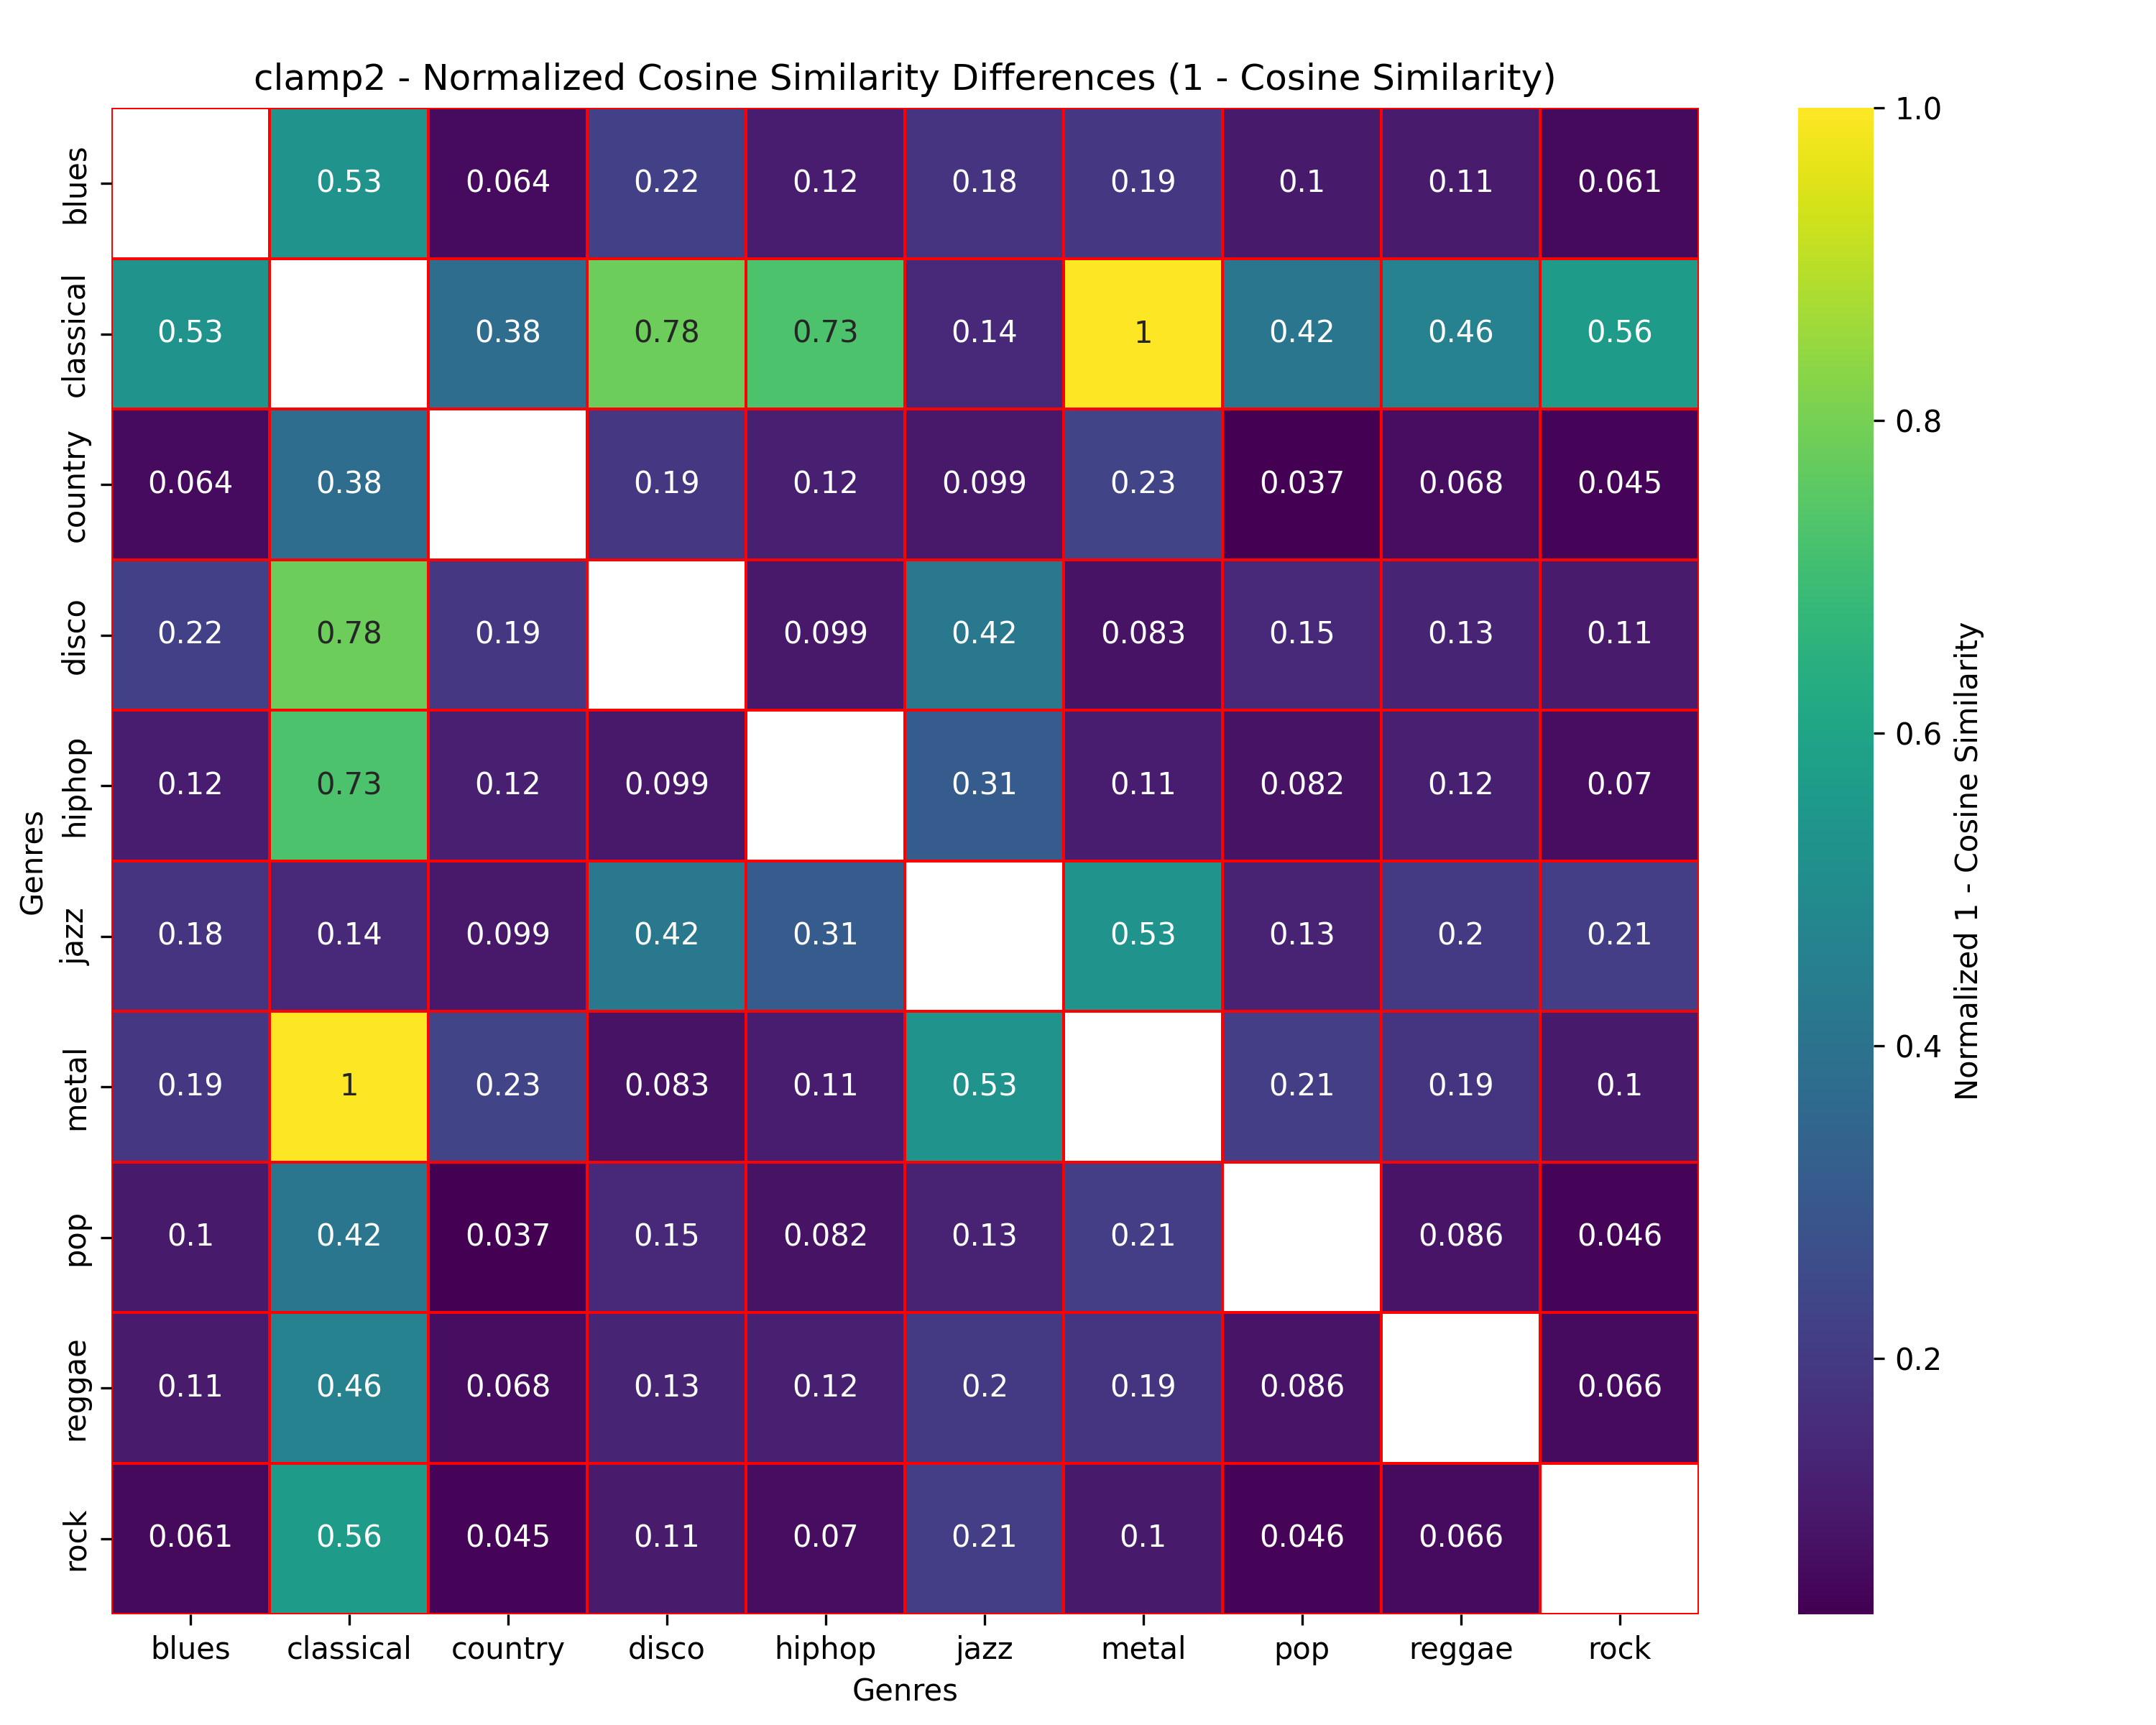 clamp2 - Normalized Cosine Similarity Differences (1 - Cosine Similarity)
blues 0.53 0.064 0.22 0.12 0.18 0.19 0.1 0.11 0.061
classical 0.53 0.38 0.78 0.73 0.14 1 0.42 0.46 0.56
country 0.064 0.38 0.19 0.12 0.099 0.23 0.037 0.068 0.045
disco 0.22 0.78 0.19 0.099 0.42 0.083 0.15 0.13 0.11
hiphop 0.12 0.73 0.12 0.099 0.31 0.11 0.082 0.12 0.07
jazz 0.18 0.14 0.099 0.42 0.31 0.53 0.13 0.2 0.21
metal 0.19 1 0.23 0.083 0.11 0.53 0.21 0.19 0.1
pop 0.1 0.42 0.037 0.15 0.082 0.13 0.21 0.086 0.046
reggae 0.11 0.46 0.068 0.13 0.12 0.2 0.19 0.086 0.066
rock 0.061 0.56 0.045 0.11 0.07 0.21 0.1 0.046 0.066
blues classical country disco hiphop jazz metal pop reggae rock
Genres
Genres
1.0
0.8
0.6
0.4
0.2
Normalized 1 - Cosine Similarity